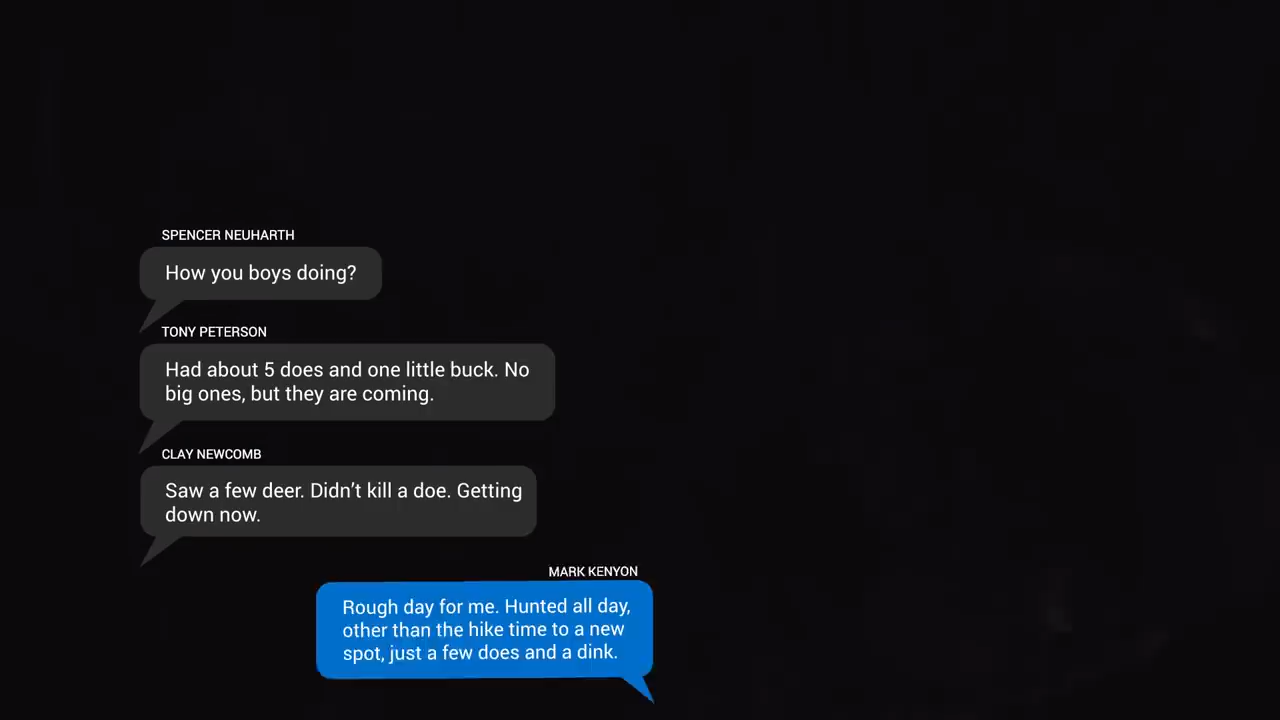 SPENCER NEUHARTH
How you boys doing?
TONY PETERSON
Had about 5 does and one little buck. No
big ones, but they are coming.
CLAY NEWCOMB
Saw a few deer. Didn’t kill a doe. Getting
down now.
MARK KENYON
Rough day for me. Hunted all day,
other than the hike time to a new
spot, just a few does and a dink.